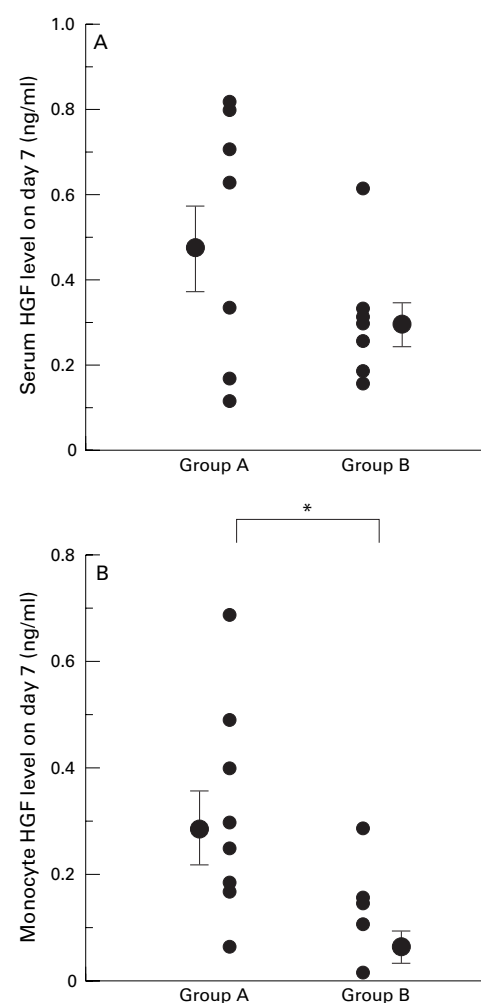 A
1.0
0.8
0.6
0.4
0.2
0
Serum HGF level on day 7 (ng/ml)
Group A Group B
*
B
0.8
0.6
0.4
0.2
0
Monocyte HGF level on day 7 (ng/ml)
Group A Group B